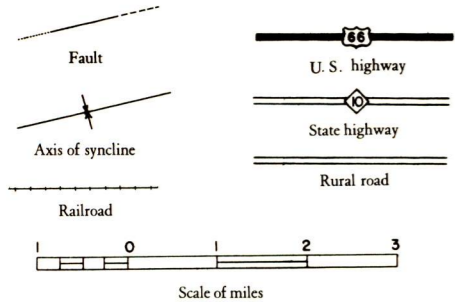 66
Fault
U. S. highway
10
Axis of syncline
State highway
Rural road
Railroad
1 0 1 2 3
Scale of miles